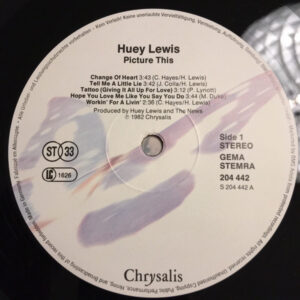 Huey Lewis
Picture This
Change Of Heart 3:43 (C. Hayes/H. Lewis)
Tell Me A Little Lie 3:42 (J. Colla/H. Lewis)
Tattoo (Giving It All Up For Love) 3:12 (P. Lynott)
Hope You Love Me Like You Say You Do 3:44 (M. Duke)
Workin' For A Livin' 2:36 (C. Hayes/H. Lewis)
Produced by Huey Lewis and The News
℗ 1982 Chrysalis
ST 33
LC 1626
Side 1
STEREO
GEMA
STEMRA
204 442
S 204 442 A
Chrysalis